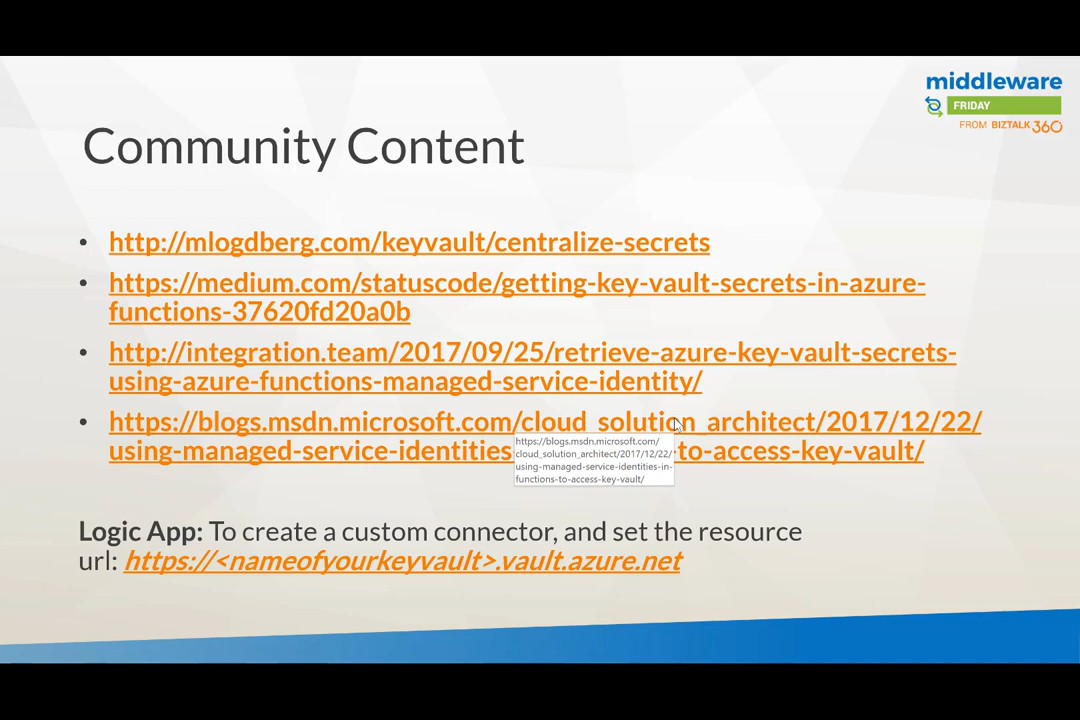 middleware
FRIDAY
FROM BIZTALK 360
Community Content
• http://mlogdberg.com/keyvault/centralize-secrets
• https://medium.com/statuscode/getting-key-vault-secrets-in-azure-
functions-37620fd20a0b
• http://integration.team/2017/09/25/retrieve-azure-key-vault-secrets-
using-azure-functions-managed-service-identity/
• https://blogs.msdn.microsoft.com/cloud_solution_architect/2017/12/22/
using-managed-service-identities to-access-key-vault/
https://blogs.msdn.microsoft.com/
cloud_solution_architect/2017/12/22/
using-managed-service-identities-in-
functions-to-access-key-vault/
Logic App: To create a custom connector, and set the resource
url: https://<nameofyourkeyvault>.vault.azure.net